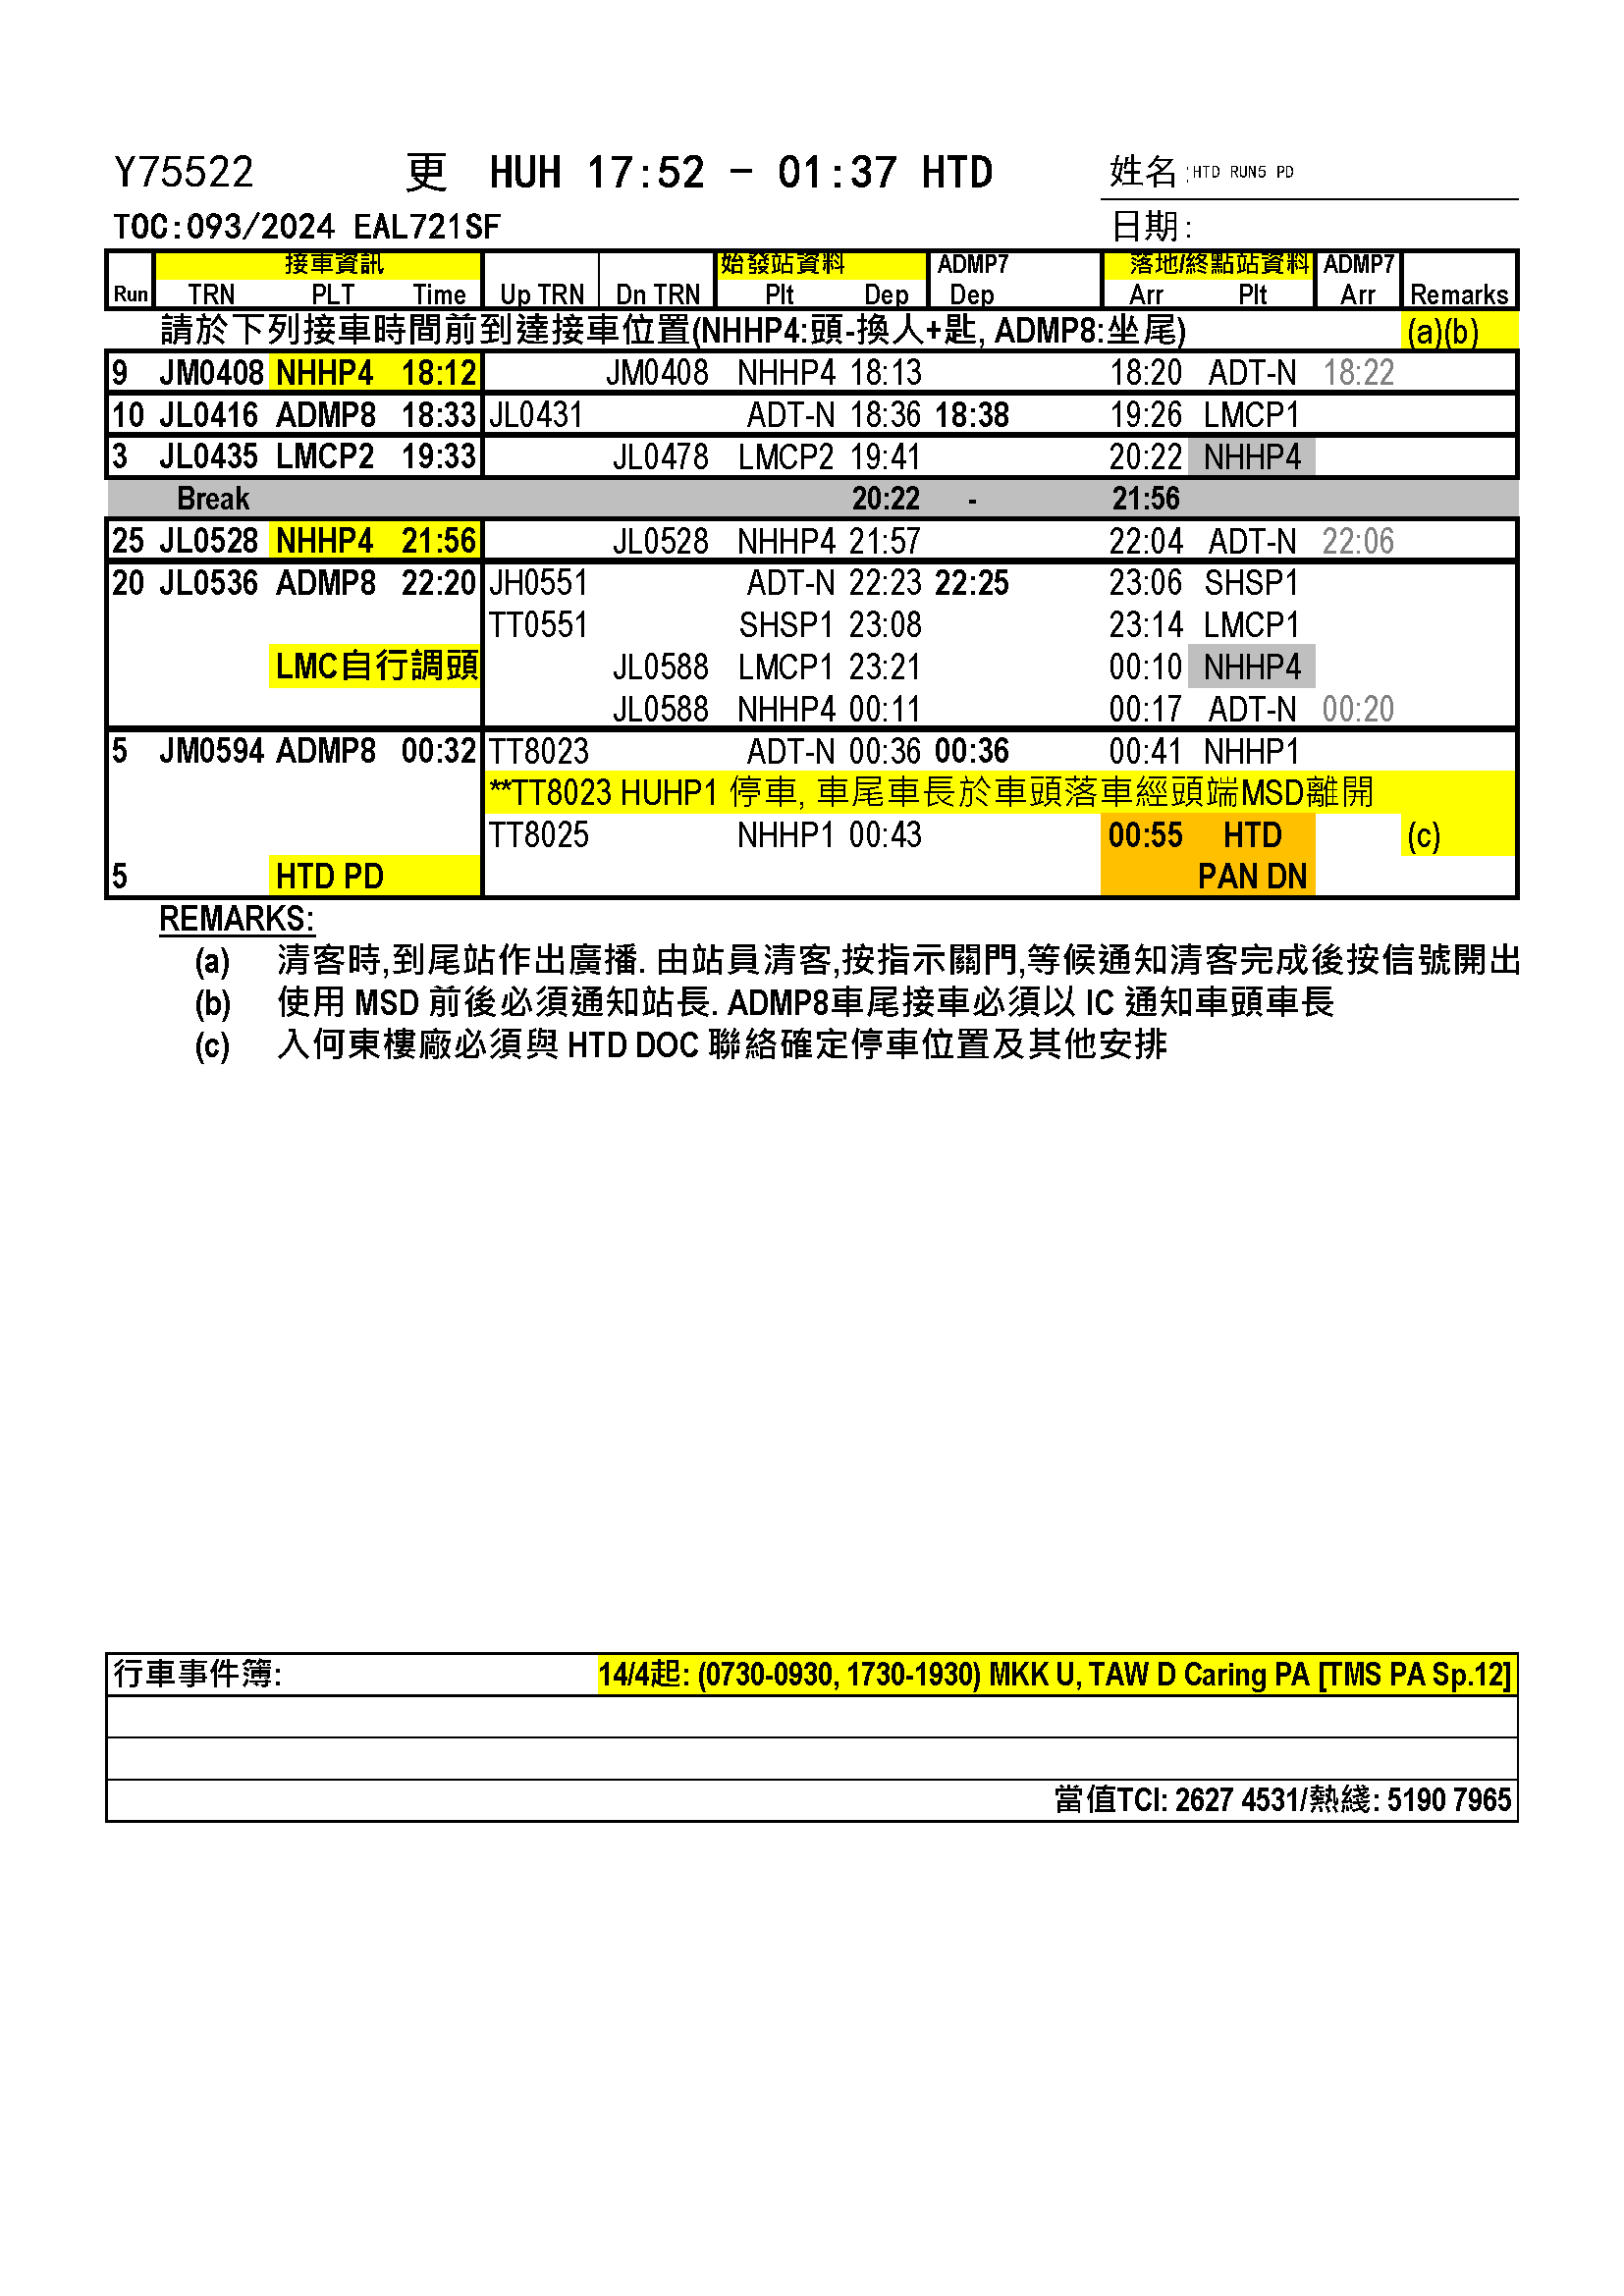 Y75522 更 HUH 17:52 - 01:37 HTD 姓名:HTD RUN5 PD
TOC:093/2024 EAL721SF 日期:
接車資訊 始發站資料 ADMP7 落地/終點站資料 ADMP7
Run TRN PLT Time Up TRN Dn TRN Plt Dep Dep Arr Plt Arr Remarks
請於下列接車時間前到達接車位置(NHHP4:頭-換人+匙, ADMP8:坐尾) (a)(b)
9 JM0408 NHHP4 18:12 JM0408 NHHP4 18:13 18:20 ADT-N 18:22
10 JL0416 ADMP8 18:33 JL0431 ADT-N 18:36 18:38 19:26 LMCP1
3 JL0435 LMCP2 19:33 JL0478 LMCP2 19:41 20:22 NHHP4
Break 20:22 - 21:56
25 JL0528 NHHP4 21:56 JL0528 NHHP4 21:57 22:04 ADT-N 22:06
20 JL0536 ADMP8 22:20 JH0551 ADT-N 22:23 22:25 23:06 SHSP1
TT0551 SHSP1 23:08 23:14 LMCP1
LMC自行調頭 JL0588 LMCP1 23:21 00:10 NHHP4
JL0588 NHHP4 00:11 00:17 ADT-N 00:20
5 JM0594 ADMP8 00:32 TT8023 ADT-N 00:36 00:36 00:41 NHHP1
**TT8023 HUHP1 停車, 車尾車長於車頭落車經頭端MSD離開
TT8025 NHHP1 00:43 00:55 HTD (c)
5 HTD PD PAN DN
REMARKS:
(a) 清客時,到尾站作出廣播. 由站員清客,按指示關門,等候通知清客完成後按信號開出
(b) 使用 MSD 前後必須通知站長. ADMP8車尾接車必須以 IC 通知車頭車長
(c) 入何東樓廠必須與 HTD DOC 聯絡確定停車位置及其他安排
行車事件簿: 14/4起: (0730-0930, 1730-1930) MKK U, TAW D Caring PA [TMS PA Sp.12]
當值TCI: 2627 4531/熱綫: 5190 7965